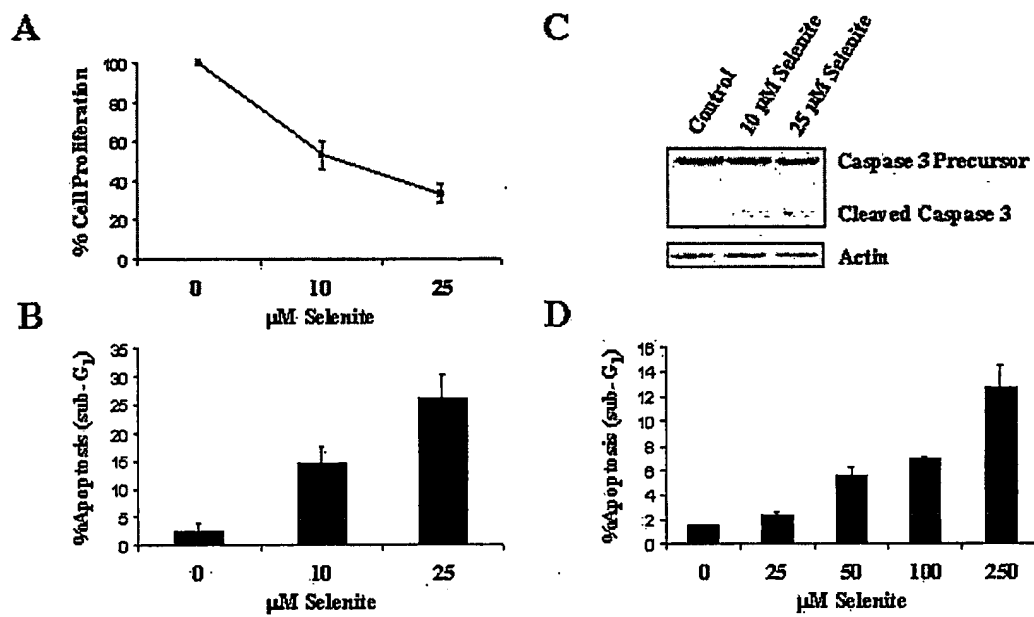 A
% Cell Proliferation
100
80
60
40
20
0
0 10 25
µM Selenite
B
%Apoptosis (sub-G1)
35
30
25
20
15
10
5
0
0 10 25
µM Selenite
C
Control
10 µM Selenite
25 µM Selenite
Caspase 3 Precursor
Cleaved Caspase 3
Actin
D
%Apoptosis (sub-G1)
16
14
12
10
8
6
4
2
0
0 25 50 100 250
µM Selenite